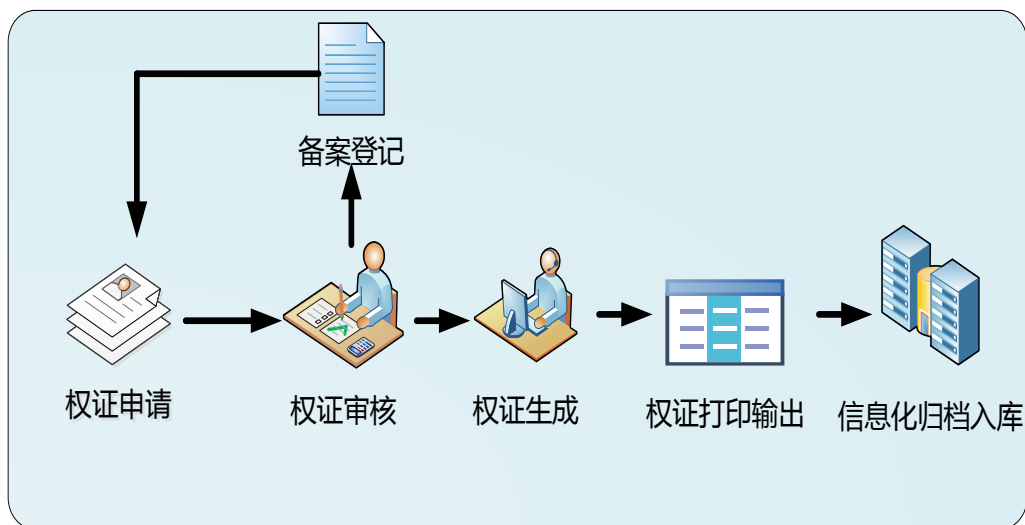 备案登记
权证申请
权证审核
权证生成
权证打印输出
信息化归档入库